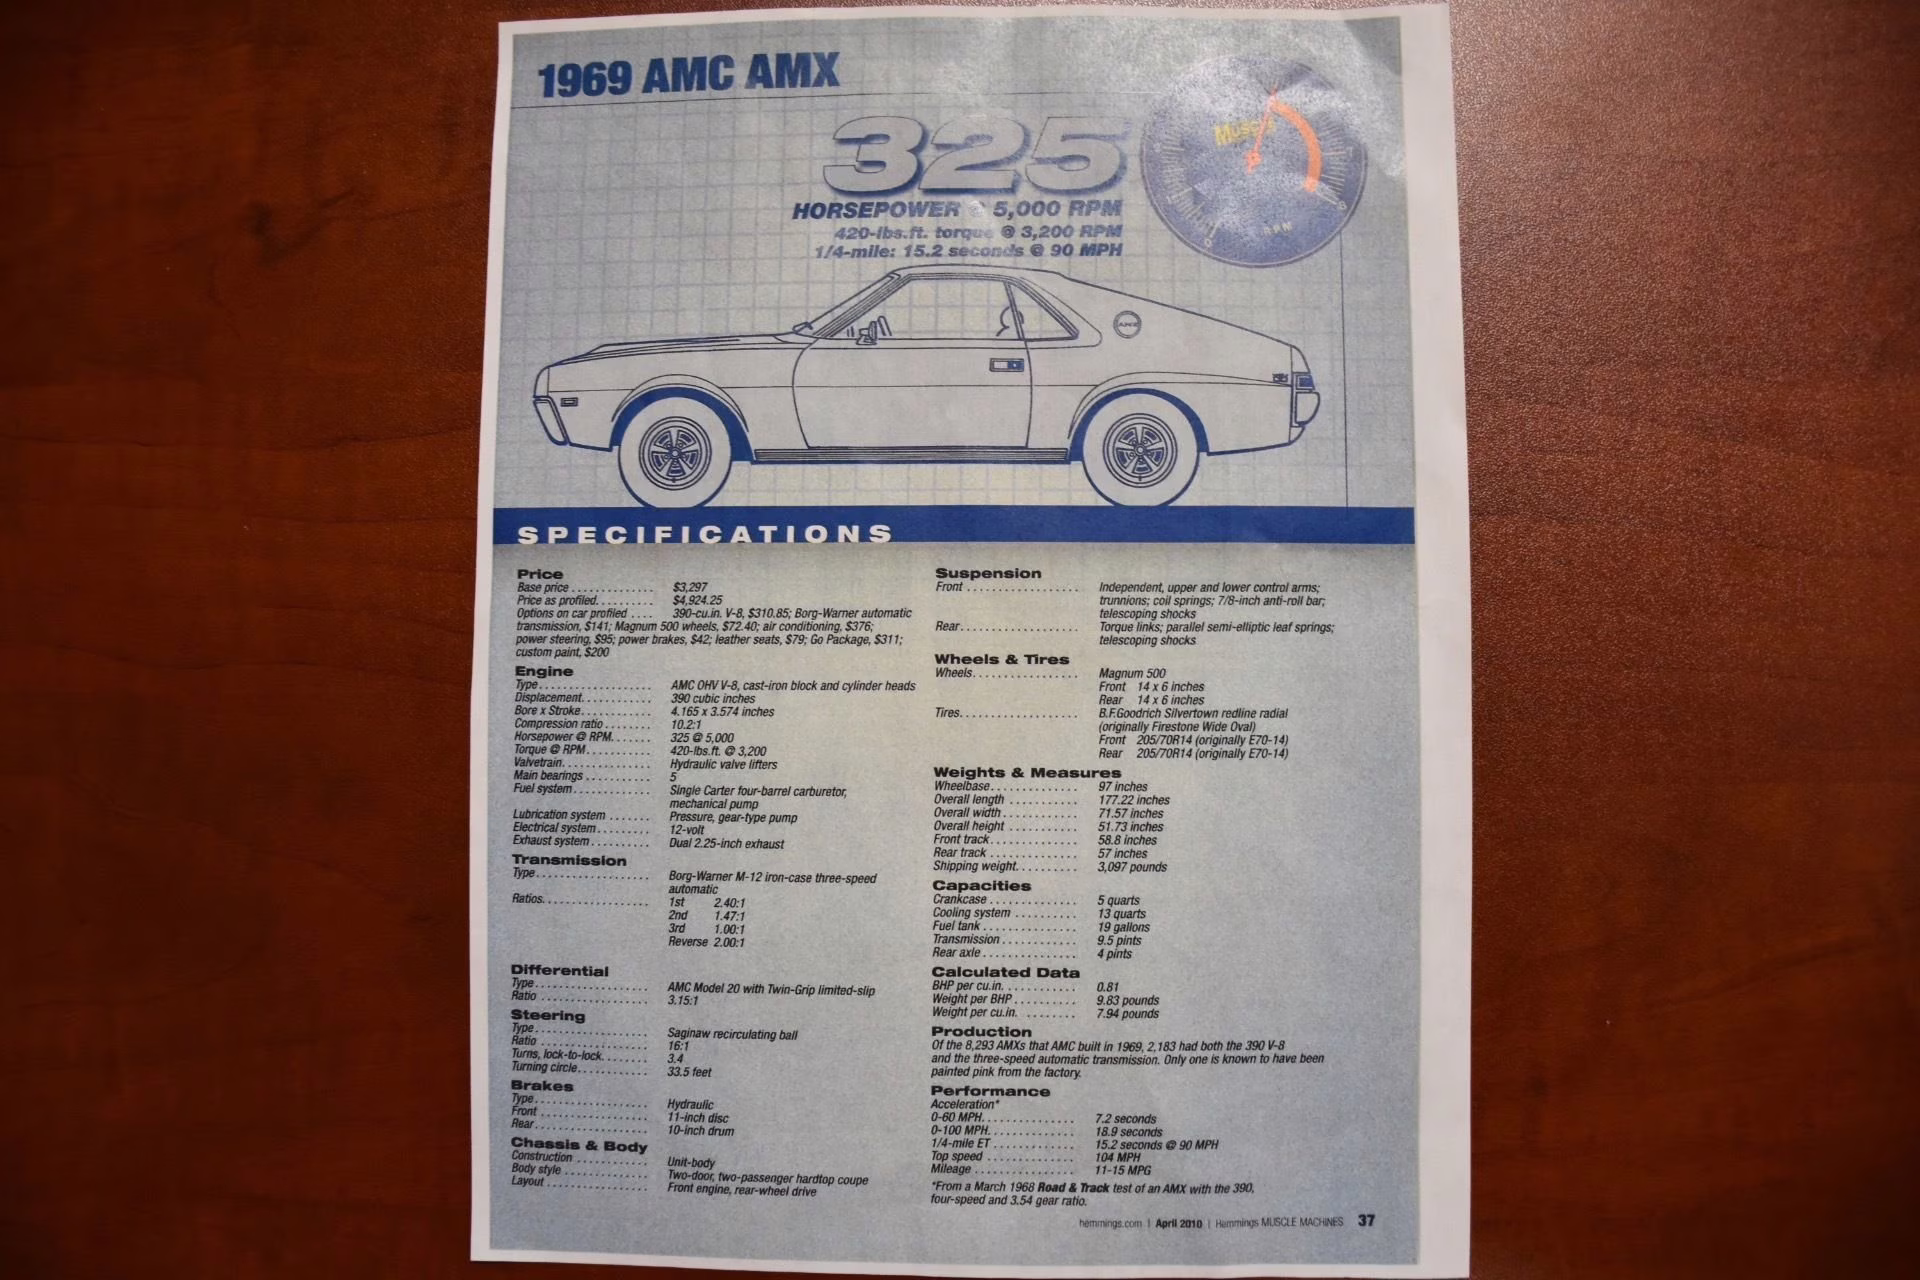 1969 AMC AMX
325
Muscle
HORSEPOWER @ 5,000 RPM
420-lbs.ft. torque @ 3,200 RPM
RPM
1/4-mile: 15.2 seconds @ 90 MPH
AMX
SPECIFICATIONS
Price
Base price ............. $3,297
Price as profiled.......... $4,924.25
Options on car profiled .... 390-cu.in. V-8, $310.85; Borg-Warner automatic
transmission, $141; Magnum 500 wheels, $72.40; air conditioning, $376;
power steering, $95; power brakes, $42; leather seats, $79; Go Package, $311;
custom paint, $200
Engine
Type................... AMC OHV V-8, cast-iron block and cylinder heads
Displacement............ 390 cubic inches
Bore x Stroke............ 4.165 x 3.574 inches
Compression ratio ........ 10.2:1
Horsepower @ RPM....... 325 @ 5,000
Torque @ RPM........... 420-lbs.ft. @ 3,200
Valvetrain............... Hydraulic valve lifters
Main bearings ........... 5
Fuel system............. Single Carter four-barrel carburetor,
mechanical pump
Lubrication system ....... Pressure, gear-type pump
Electrical system......... 12-volt
Exhaust system.......... Dual 2.25-inch exhaust
Transmission
Type................... Borg-Warner M-12 iron-case three-speed
automatic
Ratios.................. 1st 2.40:1
2nd 1.47:1
3rd 1.00:1
Reverse 2.00:1
Differential
Type................... AMC Model 20 with Twin-Grip limited-slip
Ratio .................. 3.15:1
Steering
Type................... Saginaw recirculating ball
Ratio .................. 16:1
Turns, lock-to-lock........ 3.4
Turning circle............ 33.5 feet
Brakes
Type................... Hydraulic
Front .................. 11-inch disc
Rear................... 10-inch drum
Chassis & Body
Construction ............ Unit-body
Body style .............. Two-door, two-passenger hardtop coupe
Layout ................. Front engine, rear-wheel drive
Suspension
Front ................... Independent, upper and lower control arms;
trunnions; coil springs; 7/8-inch anti-roll bar;
telescoping shocks
Rear.................... Torque links; parallel semi-elliptic leaf springs;
telescoping shocks
Wheels & Tires
Wheels.................. Magnum 500
Front 14 x 6 inches
Rear 14 x 6 inches
Tires.................... B.F.Goodrich Silvertown redline radial
(originally Firestone Wide Oval)
Front 205/70R14 (originally E70-14)
Rear 205/70R14 (originally E70-14)
Weights & Measures
Wheelbase............... 97 inches
Overall length ............ 177.22 inches
Overall width............. 71.57 inches
Overall height ............ 51.73 inches
Front track............... 58.8 inches
Rear track ............... 57 inches
Shipping weight........... 3,097 pounds
Capacities
Crankcase ............... 5 quarts
Cooling system ........... 13 quarts
Fuel tank ................ 19 gallons
Transmission ............. 9.5 pints
Rear axle................ 4 pints
Calculated Data
BHP per cu.in. ............ 0.81
Weight per BHP ........... 9.83 pounds
Weight per cu.in. ......... 7.94 pounds
Production
Of the 8,293 AMXs that AMC built in 1969, 2,183 had both the 390 V-8
and the three-speed automatic transmission. Only one is known to have been
painted pink from the factory.
Performance
Acceleration*
0-60 MPH................ 7.2 seconds
0-100 MPH............... 18.9 seconds
1/4-mile ET .............. 15.2 seconds @ 90 MPH
Top speed ............... 104 MPH
Mileage ................. 11-15 MPG
*From a March 1968 Road & Track test of an AMX with the 390,
four-speed and 3.54 gear ratio.
hemmings.com | April 2010 | Hemmings MUSCLE MACHINES 37